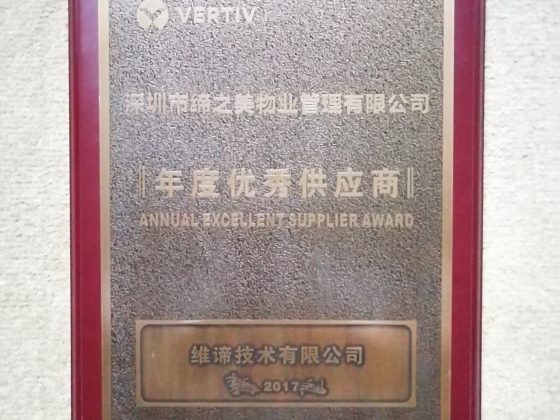 VERTIV
深圳市缔之美物业管理有限公司
年度优秀供应商
ANNUAL EXCELLENT SUPPLIER AWARD
维谛技术有限公司
2017